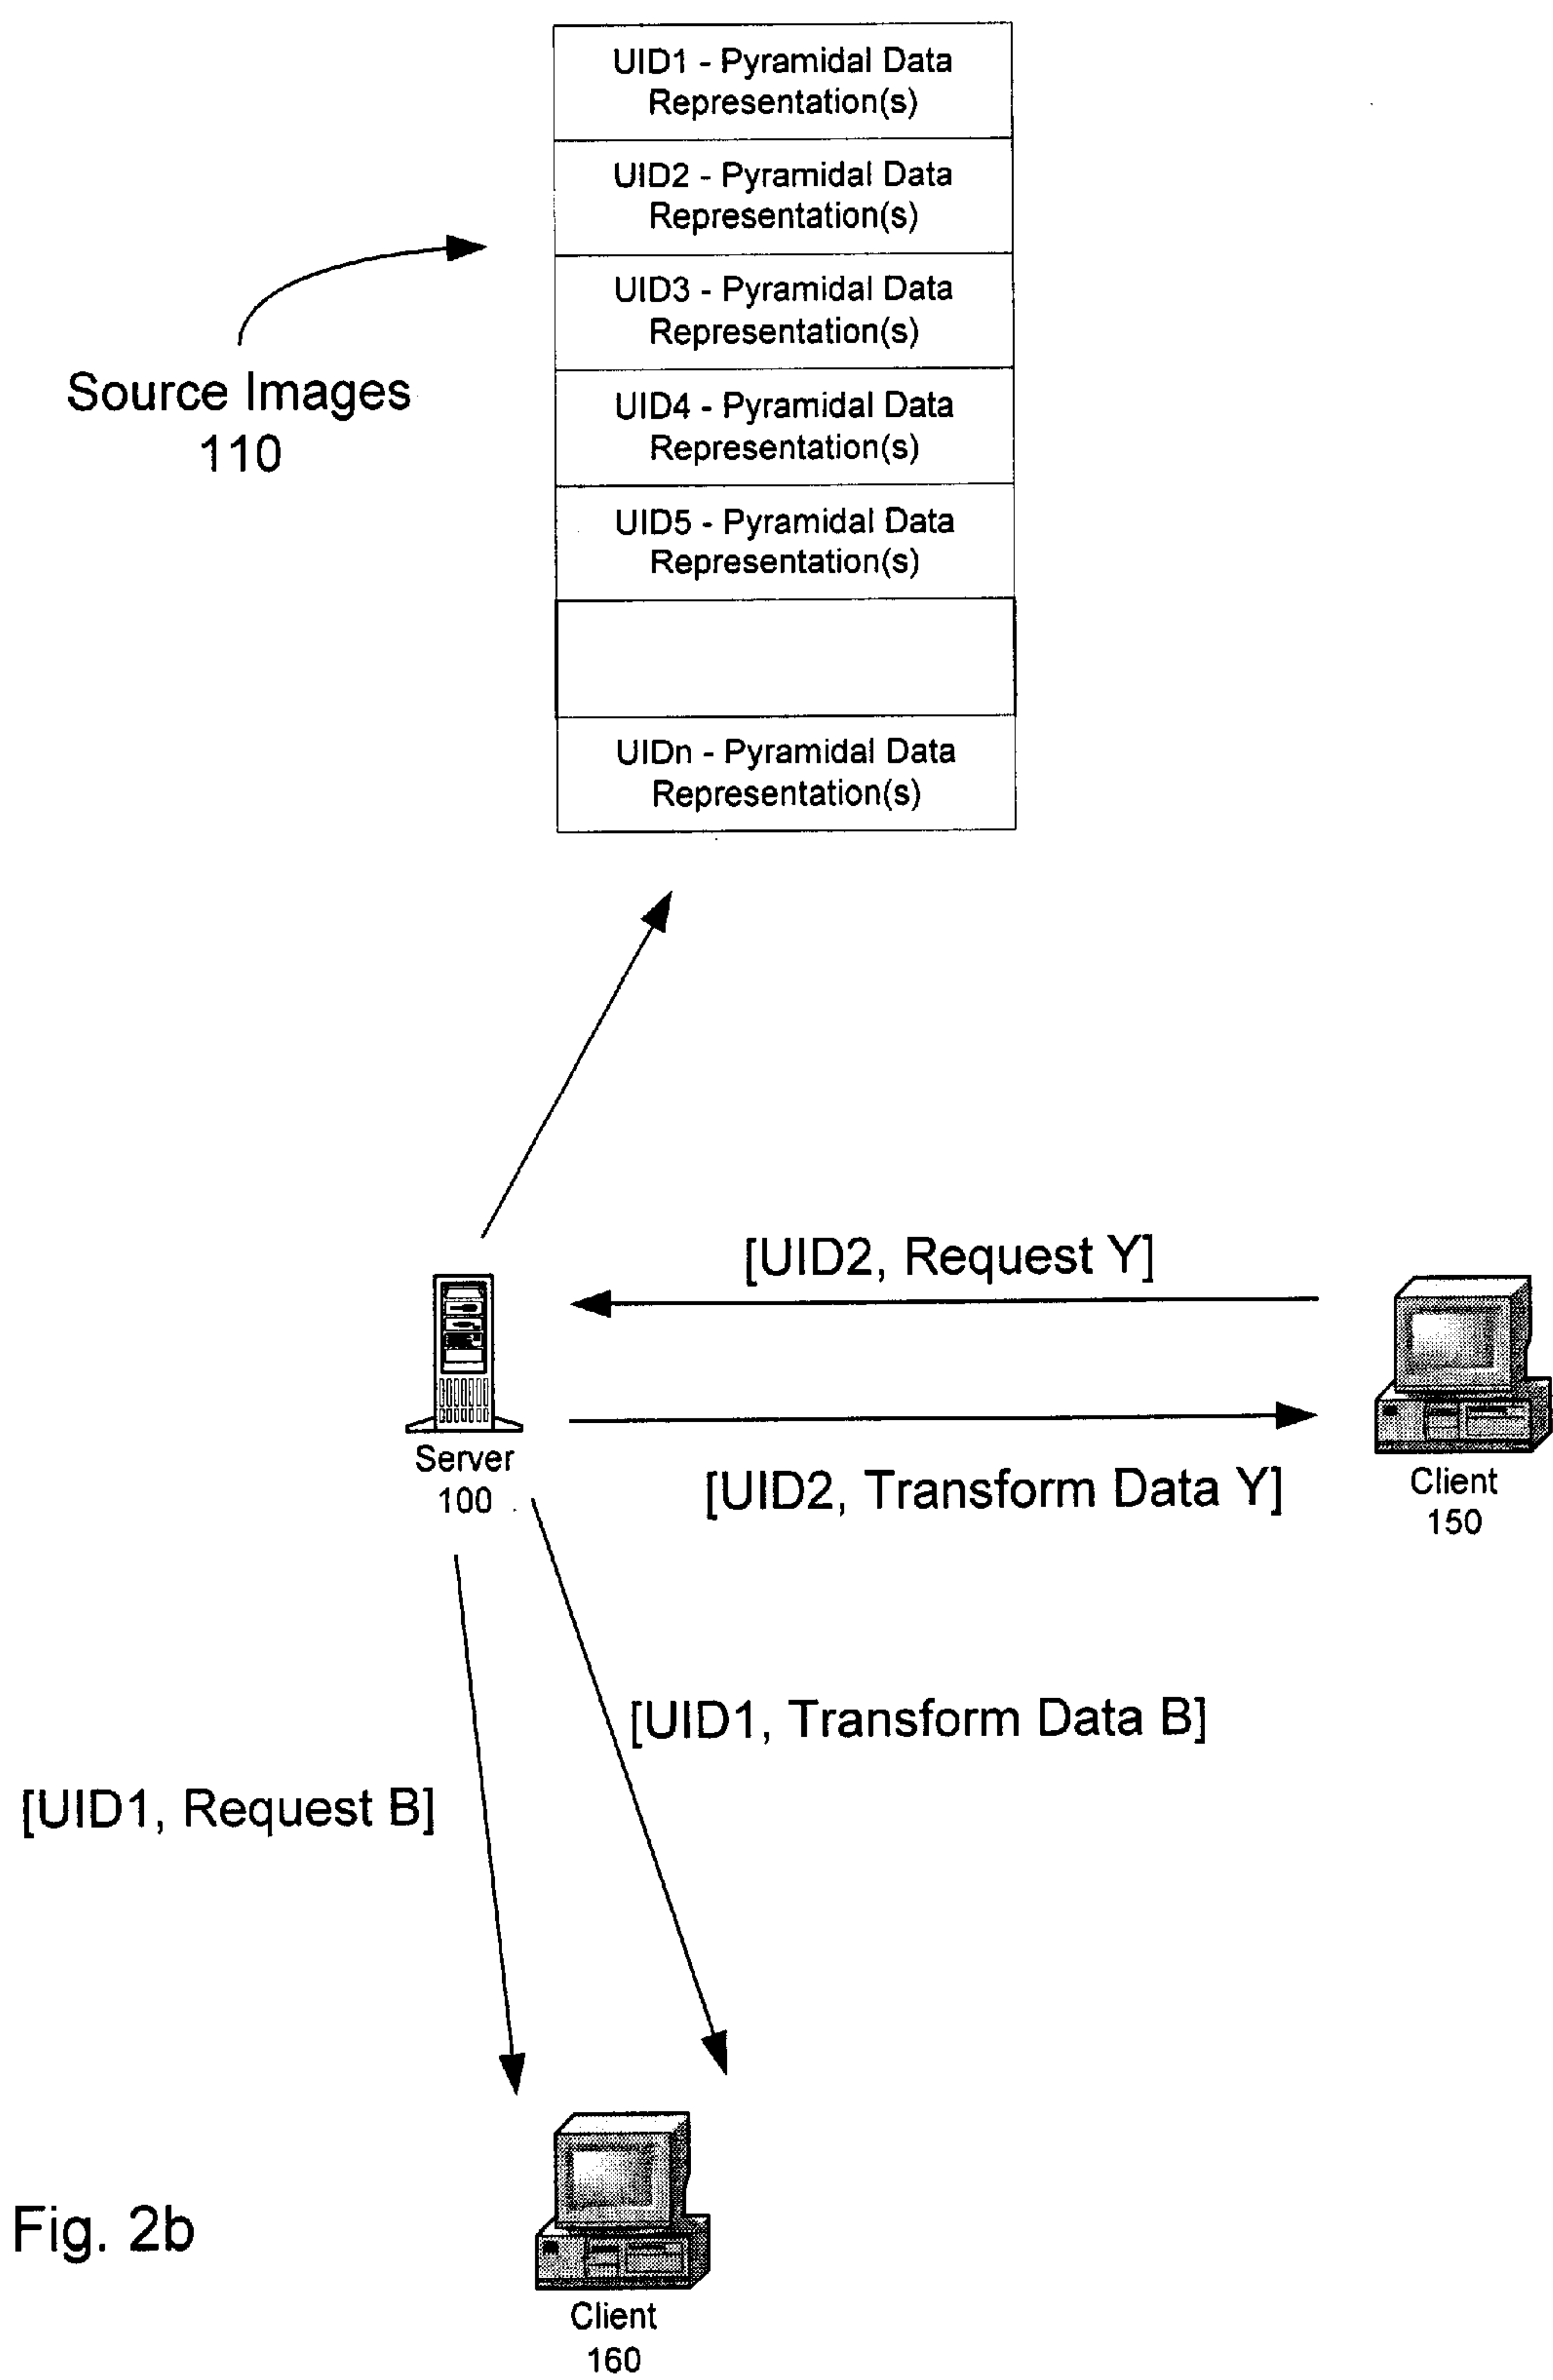 UID1 - Pyramidal Data
Representation(s)
UID2 - Pyramidal Data
Representation(s)
UID3 - Pyramidal Data
Representation(s)
UID4 - Pyramidal Data
Representation(s)
UID5 - Pyramidal Data
Representation(s)
UIDn - Pyramidal Data
Representation(s)
Source Images
110
[UID2, Request Y]
Server
100
[UID2, Transform Data Y]
Client
150
[UID1, Transform Data B]
[UID1, Request B]
Fig. 2b
Client
160